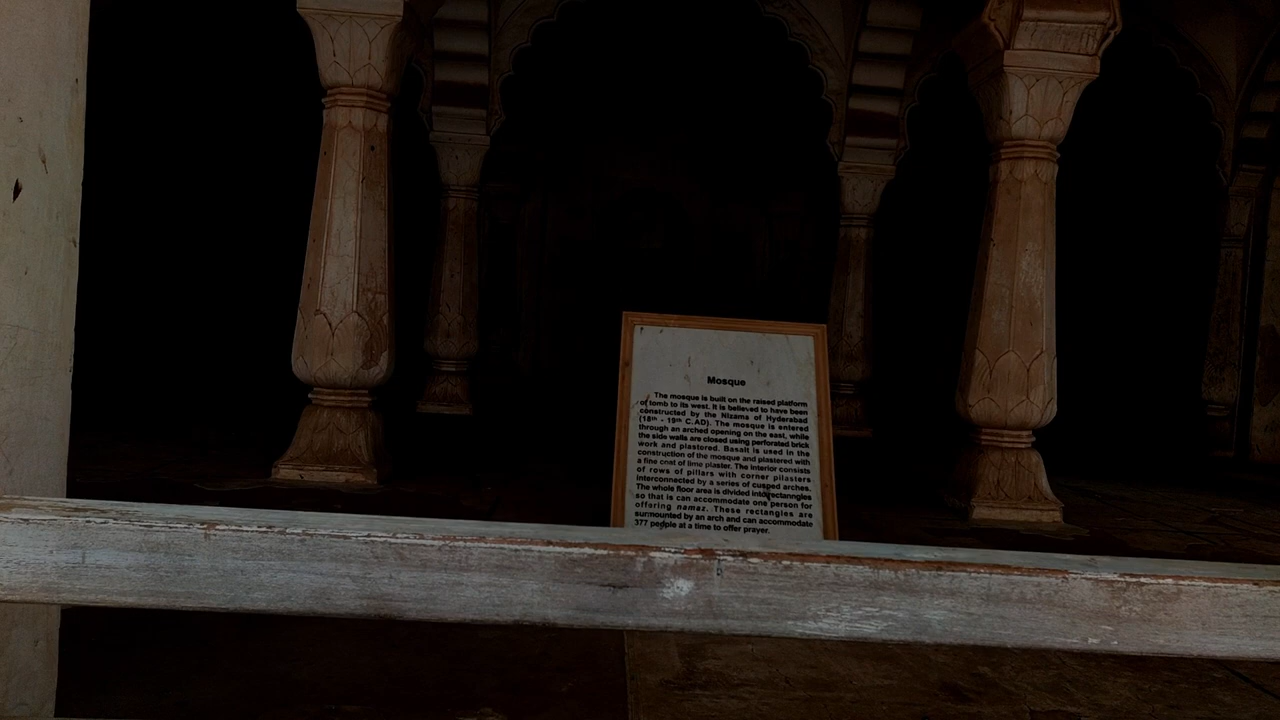 Mosque
The mosque is built on the raised platform
of tomb to its west. It is believed to have been
constructed by the Nizams of Hyderabad
(18th - 19th C.AD). The mosque is entered
through an arched opening on the east, while
the side walls are closed using perforated brick
work and plastered. Basalt is used in the
construction of the mosque and plastered with
a fine coat of lime plaster. The interior consists
of rows of pillars with corner pilasters
interconnected by a series of cusped arches.
The whole floor area is divided into rectanngles
so that is can accommodate one person for
offering namaz. These rectangles are
surmounted by an arch and can accommodate
377 people at a time to offer prayer.